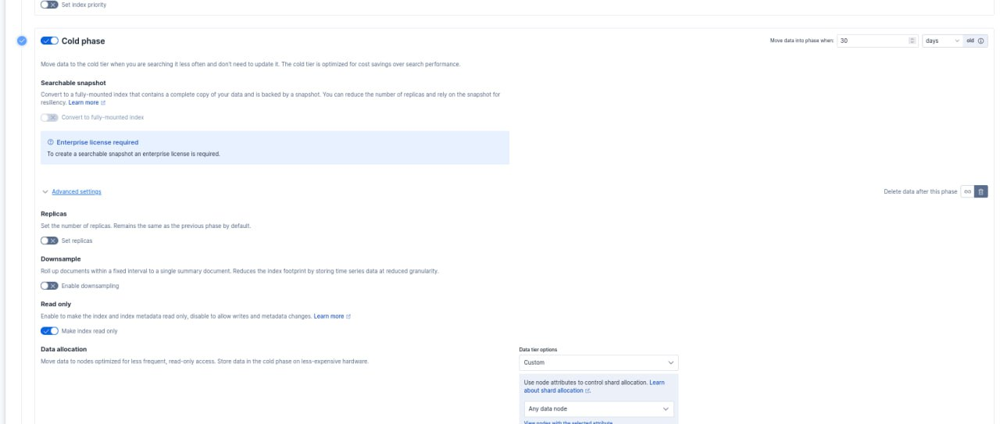 Set index priority
Cold phase
Move data into phase when: 30 days old
Move data to the cold tier when you are searching it less often and don't need to update it. The cold tier is optimized for cost savings over search performance.
Searchable snapshot
Convert to a fully-mounted index that contains a complete copy of your data and is backed by a snapshot. You can reduce the number of replicas and rely on the snapshot for
resiliency. Learn more
Convert to fully-mounted index
Enterprise license required
To create a searchable snapshot an enterprise license is required.
Advanced settings
Delete data after this phase
Replicas
Set the number of replicas. Remains the same as the previous phase by default.
Set replicas
Downsample
Roll up documents within a fixed interval to a single summary document. Reduces the index footprint by storing time series data at reduced granularity.
Enable downsampling
Read only
Enable to make the index and index metadata read only, disable to allow writes and metadata changes. Learn more
Make index read only
Data allocation
Move data to nodes optimized for less frequent, read-only access. Store data in the cold phase on less-expensive hardware.
Data tier options
Custom
Use node attributes to control shard allocation. Learn
about shard allocation.
Any data node
View nodes with the selected attribute